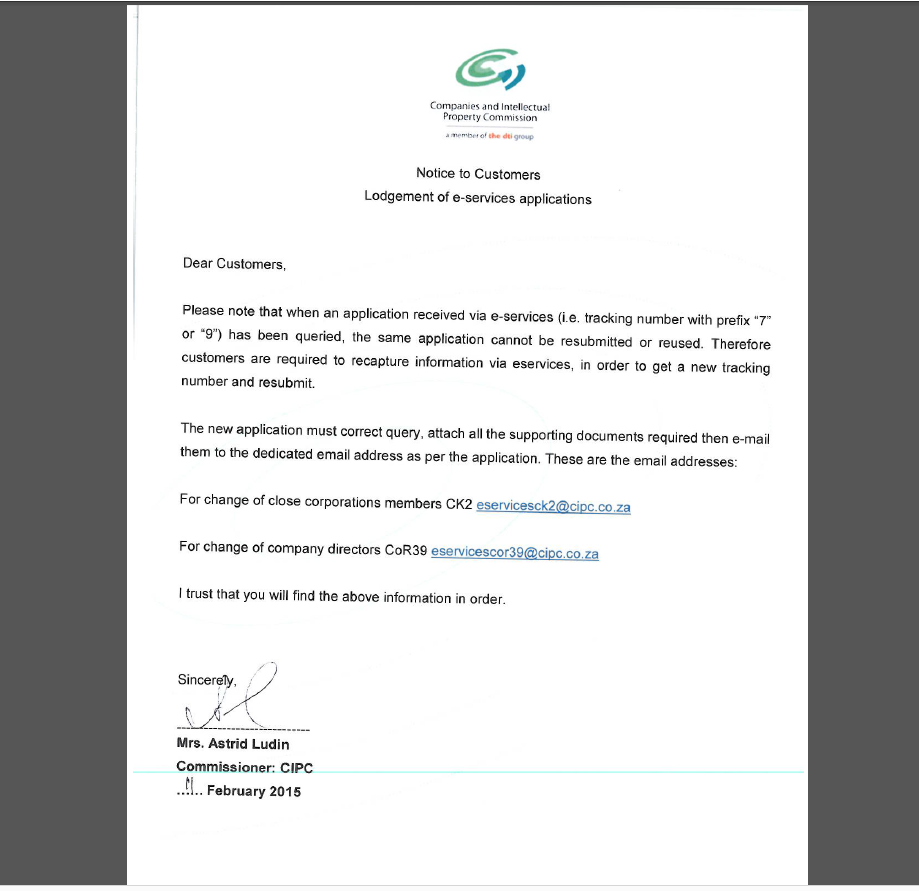 Companies and Intellectual
Property Commission
a member of the dti group
Notice to Customers
Lodgement of e-services applications
Dear Customers,
Please note that when an application received via e-services (i.e. tracking number with prefix “7”
or “9”) has been queried, the same application cannot be resubmitted or reused. Therefore
customers are required to recapture information via eservices, in order to get a new tracking
number and resubmit.
The new application must correct query, attach all the supporting documents required then e-mail
them to the dedicated email address as per the application. These are the email addresses:
For change of close corporations members CK2 eservicesck2@cipc.co.za
For change of company directors CoR39 eservicescor39@cipc.co.za
I trust that you will find the above information in order.
Sincerely,
Mrs. Astrid Ludin
Commissioner: CIPC
February 2015